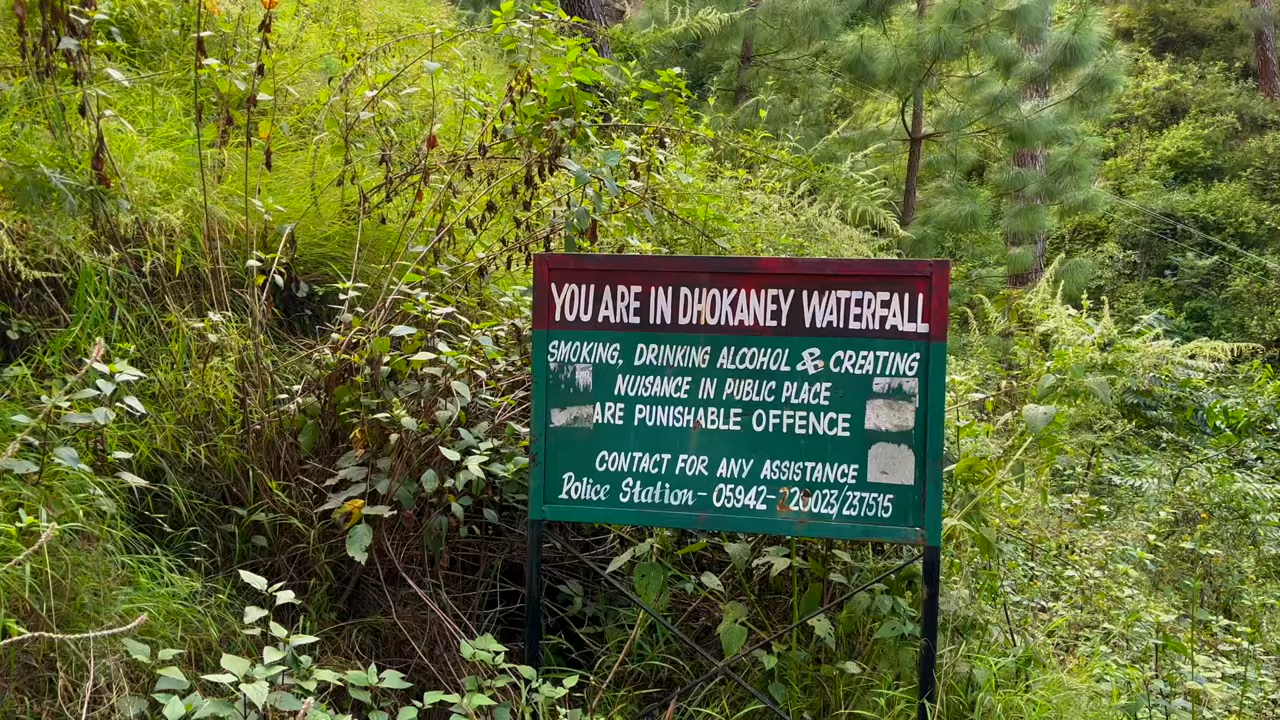 YOU ARE IN DHOKANEY WATERFALL
SMOKING, DRINKING ALCOHOL & CREATING
NUISANCE IN PUBLIC PLACE
ARE PUNISHABLE OFFENCE
CONTACT FOR ANY ASSISTANCE
Police Station - 05942-220023/237515